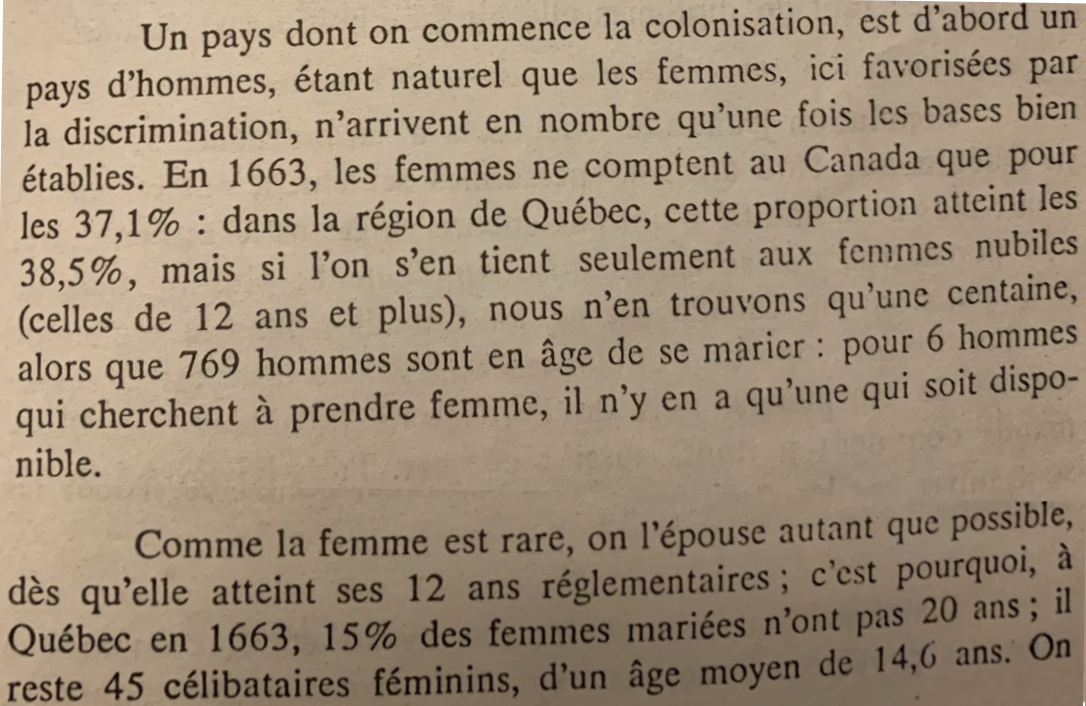 Un pays dont on commence la colonisation, est d'abord un
pays d'hommes, étant naturel que les femmes, ici favorisées par
la discrimination, n'arrivent en nombre qu'une fois les bases bien
établies. En 1663, les femmes ne comptent au Canada que pour
les 37,1% : dans la région de Québec, cette proportion atteint les
38,5%, mais si l'on s'en tient seulement aux femmes nubiles
(celles de 12 ans et plus), nous n'en trouvons qu'une centaine,
alors que 769 hommes sont en âge de se marier : pour 6 hommes
qui cherchent à prendre femme, il n'y en a qu'une qui soit dispo-
nible.
Comme la femme est rare, on l'épouse autant que possible,
dès qu'elle atteint ses 12 ans réglementaires ; c'est pourquoi, à
Québec en 1663, 15% des femmes mariées n'ont pas 20 ans ; il
reste 45 célibataires féminins, d'un âge moyen de 14,6 ans. On